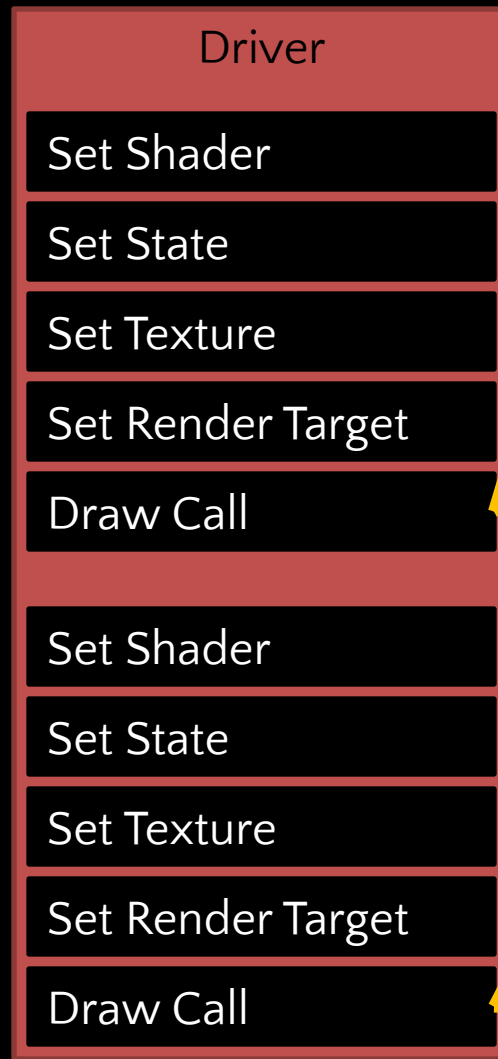 Driver
Set Shader
Set State
Set Texture
Set Render Target
Draw Call
Set Shader
Set State
Set Texture
Set Render Target
Draw Call